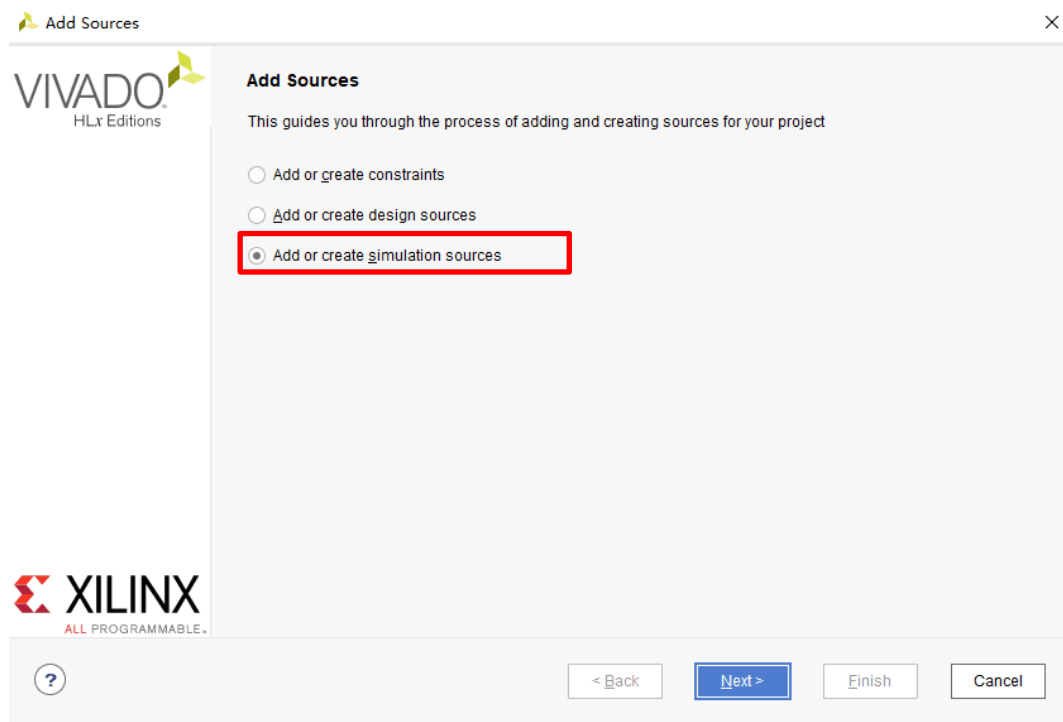 Add Sources
VIVADO.
HLx Editions
Add Sources
This guides you through the process of adding and creating sources for your project
Add or create constraints
Add or create design sources
Add or create simulation sources
XILINX
ALL PROGRAMMABLE.
?
< Back
Next >
Finish
Cancel